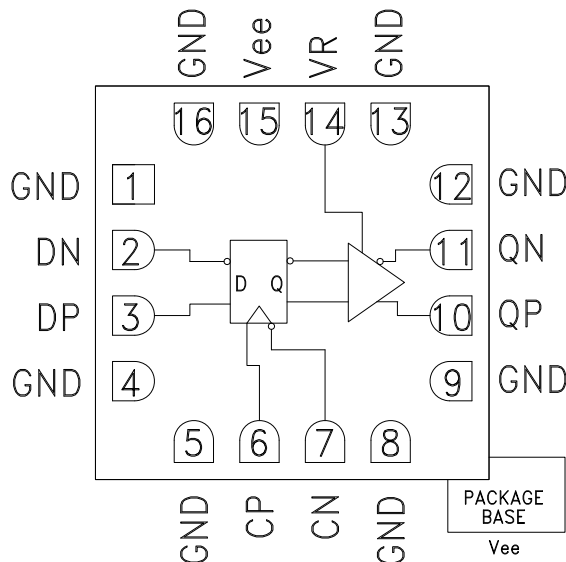 GND Vee VR GND
16 15 14 13
GND 1 12 GND
DN 2 11 QN
D Q
DP 3 10 QP
GND 4 9 GND
5 6 7 8
GND CP CN GND
PACKAGE
BASE
Vee